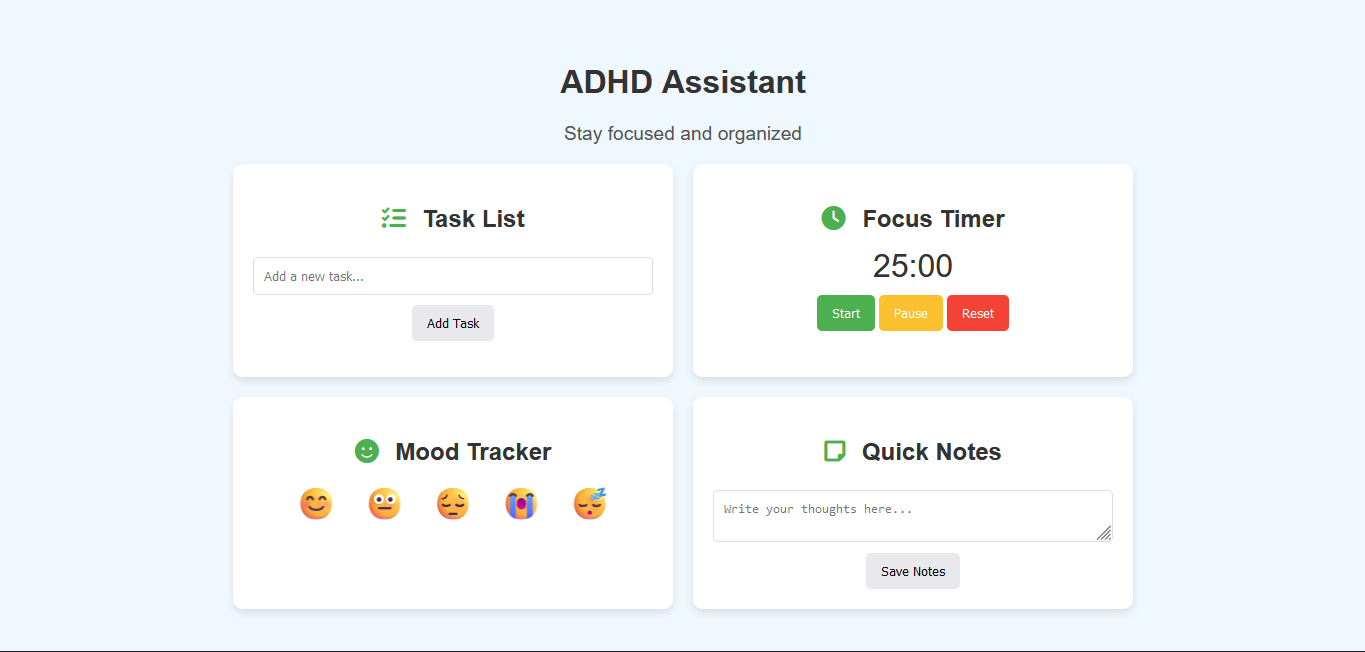 ADHD Assistant
Stay focused and organized
Task List
Add a new task...
Add Task
Focus Timer
25:00
Start Pause Reset
Mood Tracker
Quick Notes
Write your thoughts here...
Save Notes